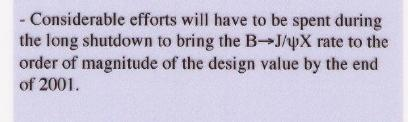 - Considerable efforts will have to be spent during
the long shutdown to bring the B→J/ψX rate to the
order of magnitude of the design value by the end
of 2001.